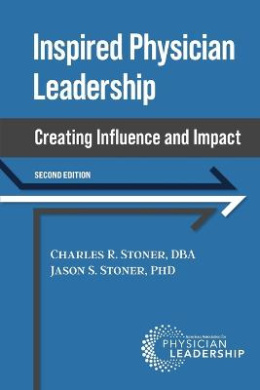 Inspired Physician
Leadership
Creating Influence and Impact
SECOND EDITION
CHARLES R. STONER, DBA
JASON S. STONER, PHD
American Association for
PHYSICIAN
LEADERSHIP